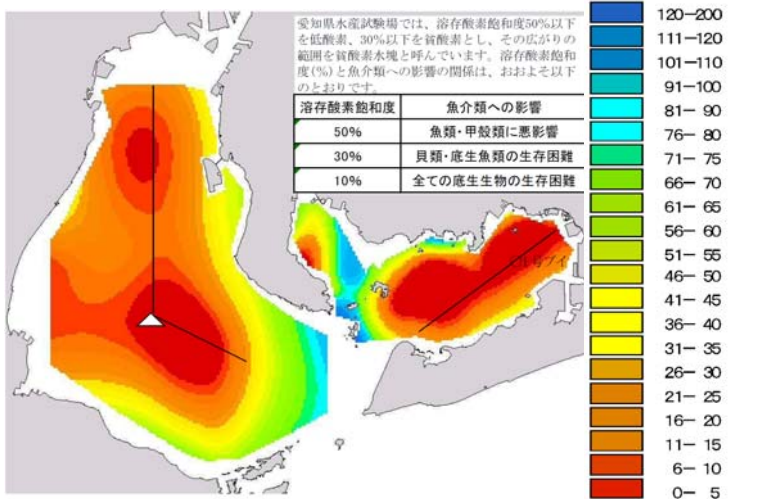 愛知県水産試験場では、溶存酸素飽和度50%以下
を低酸素、30%以下を貧酸素とし、その広がりの
範囲を貧酸素水塊と呼んでいます。溶存酸素飽和
度(%)と魚介類への影響の関係は、おおよそ以下
のとおりです。
溶存酸素飽和度 魚介類への影響
50% 魚類・甲殻類に悪影響
30% 貝類・底生魚類の生存困難
10% 全ての底生生物の生存困難
号ブイ
120-200
111-120
101-110
91-100
81- 90
76- 80
71- 75
66- 70
61- 65
56- 60
51- 55
46- 50
41- 45
36- 40
31- 35
26- 30
21- 25
16- 20
11- 15
6- 10
0- 5